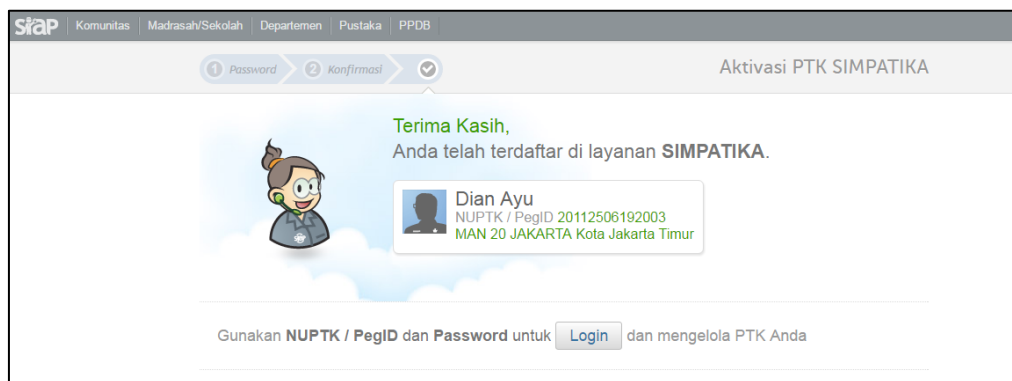 siap Komunitas Madrasah/Sekolah Departemen Pustaka PPDB
1 Password 2 Konfirmasi
Aktivasi PTK SIMPATIKA
Terima Kasih,
Anda telah terdaftar di layanan SIMPATIKA.
Dian Ayu
NUPTK / PegID 20112506192003
MAN 20 JAKARTA Kota Jakarta Timur
Gunakan NUPTK / PegID dan Password untuk Login dan mengelola PTK Anda